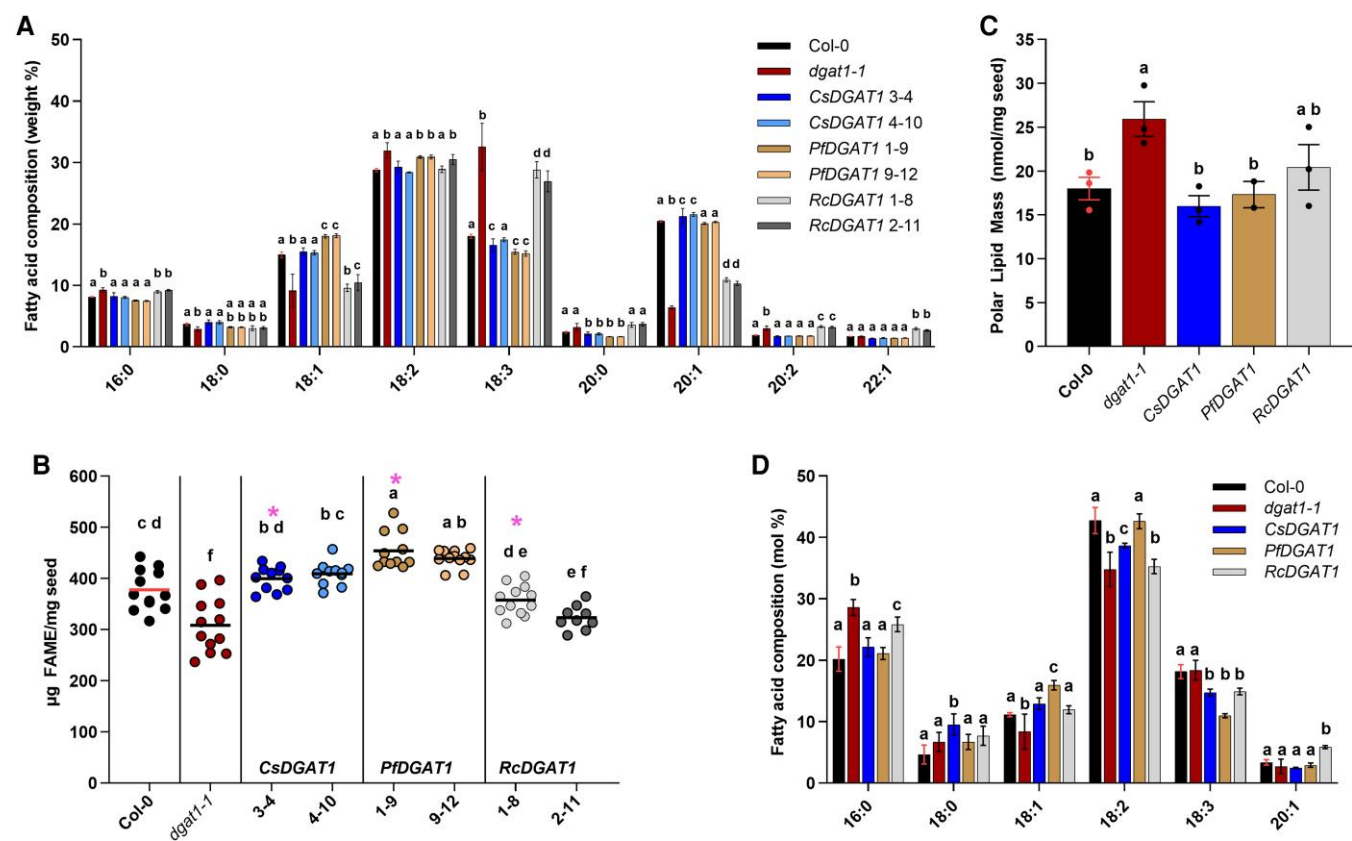 A
Fatty acid composition (weight %)
50
40
30
20
10
0
a b a a a a b b
a b a a a a a a
b b b b
a b a a c c b c
a b a a b b a b
a b c a c c d d
a a b b b b a a
a b c c a a d d
a b a a a a c c
a a a a a a b b
16:0
18:0
18:1
18:2
18:3
20:0
20:1
20:2
22:1
Col-0
dgat1-1
CsDGAT1 3-4
CsDGAT1 4-10
PfDGAT1 1-9
PfDGAT1 9-12
RcDGAT1 1-8
RcDGAT1 2-11
C
Polar Lipid Mass (nmol/mg seed)
35
30
25
20
15
10
5
0
b
a
b
b
a b
Col-0
dgat1-1
CsDGAT1
PfDGAT1
RcDGAT1
B
µg FAME/mg seed
600
500
400
300
200
100
0
c d
f
*
b d
b c
*
a
a b
*
d e
e f
CsDGAT1
PfDGAT1
RcDGAT1
Col-0
dgat1-1
3-4
4-10
1-9
9-12
1-8
2-11
D
Fatty acid composition (mol %)
50
40
30
20
10
0
a b a a c
a a b a a
a b a c a
a b c a b
a a b b b
a a a a b
16:0
18:0
18:1
18:2
18:3
20:1
Col-0
dgat1-1
CsDGAT1
PfDGAT1
RcDGAT1